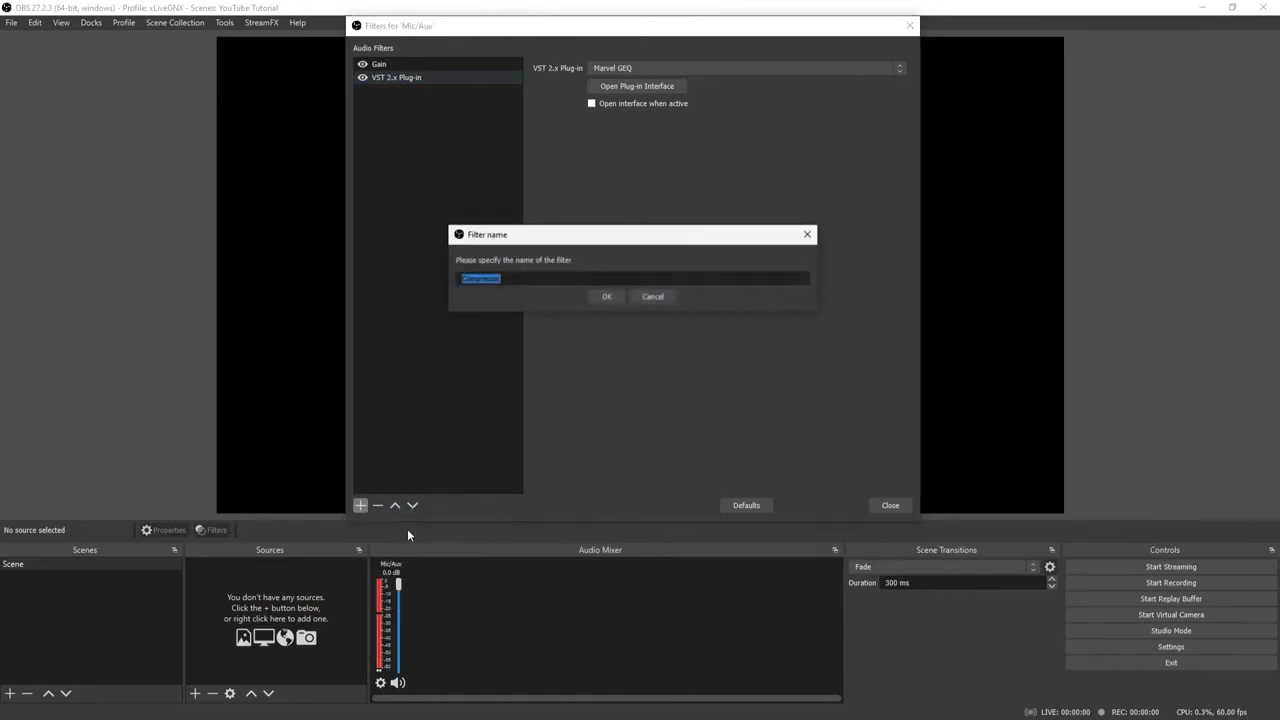 OBS 27.2.3 (64-bit, windows) - Profile: xLiveGNX - Scenes: YouTube Tutorial
File Edit View Docks Profile Scene Collection Tools StreamFX Help
Filters for 'Mic/Aux'
Audio Filters
Gain
VST 2.x Plug-in
VST 2.x Plug-in Marvel GEQ
Open Plug-in Interface
Open interface when active
Filter name
Please specify the name of the filter
Compressor
OK Cancel
Defaults Close
No source selected Properties Filters
Scenes Sources Audio Mixer Scene Transitions Controls
Scene
You don't have any sources.
Click the + button below,
or right click here to add one.
Mic/Aux
0.0 dB
Fade
Duration 300 ms
Start Streaming
Start Recording
Start Replay Buffer
Start Virtual Camera
Studio Mode
Settings
Exit
LIVE: 00:00:00 REC: 00:00:00 CPU: 0.3%, 60.00 fps